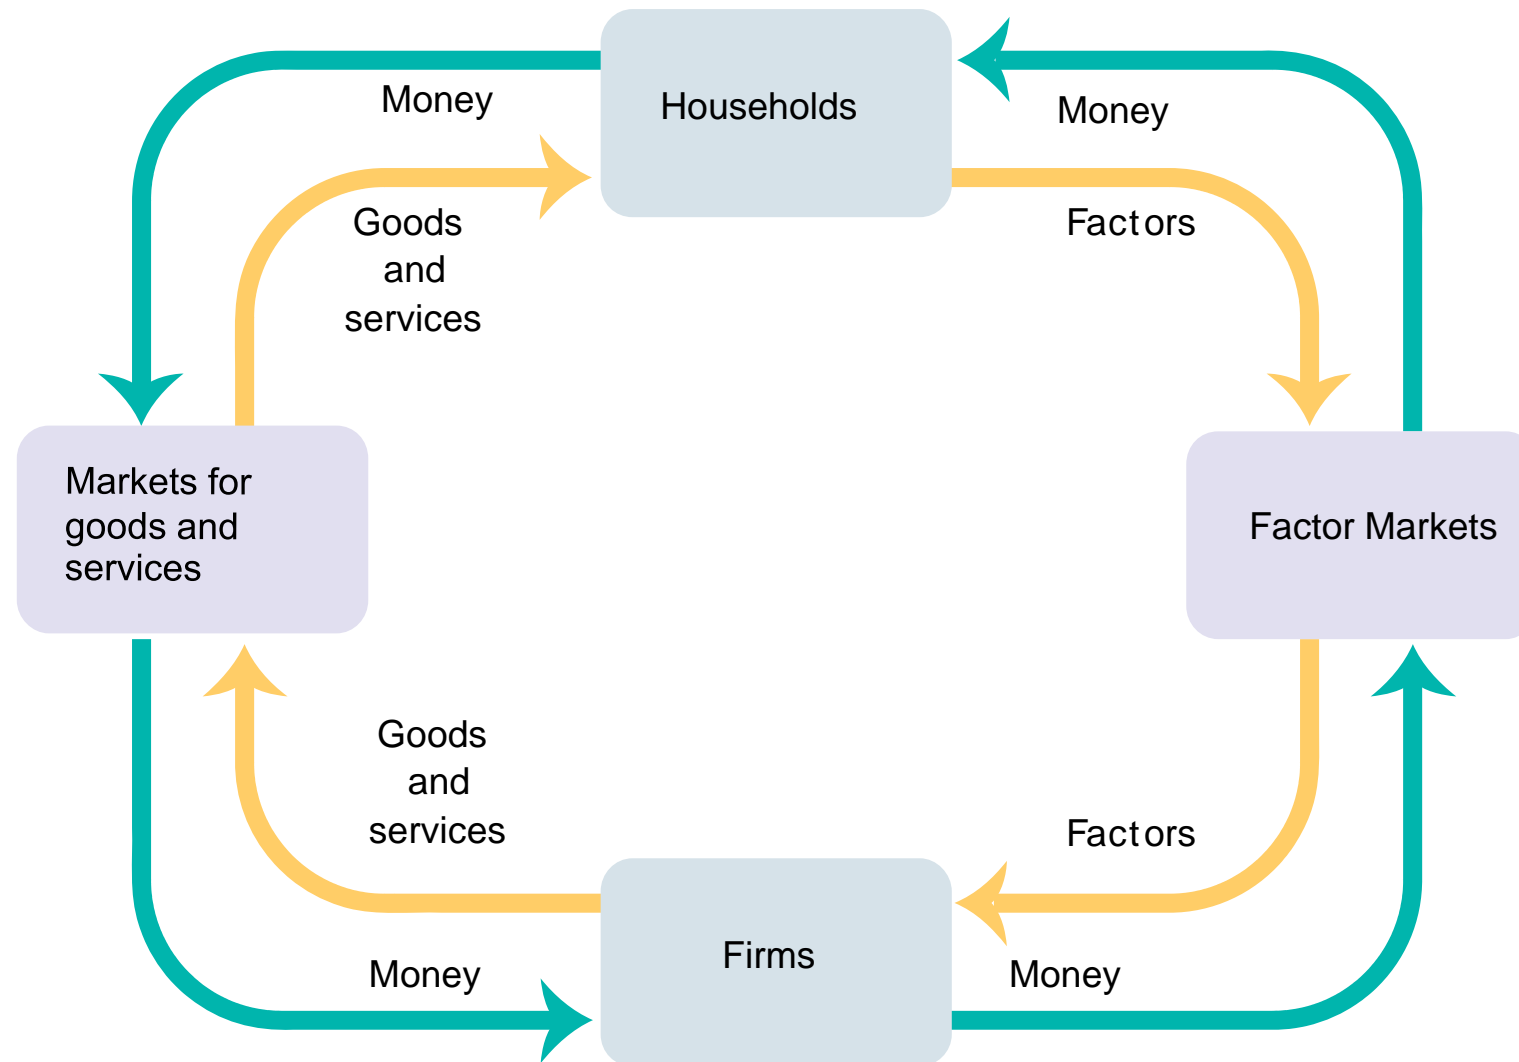 Households
Money
Money
Goods
and
services
Factors
Markets for
goods and
services
Factor Markets
Goods
and
services
Factors
Firms
Money
Money